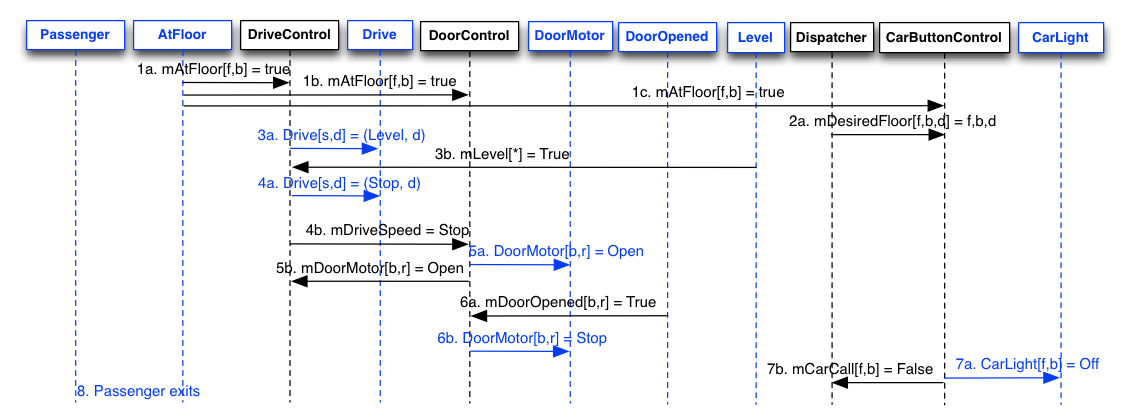 Passenger
AtFloor
DriveControl
Drive
DoorControl
DoorMotor
DoorOpened
Level
Dispatcher
CarButtonControl
CarLight
1a. mAtFloor[f,b] = true
1b. mAtFloor[f,b] = true
1c. mAtFloor[f,b] = true
2a. mDesiredFloor[f,b,d] = f,b,d
3a. Drive[s,d] = (Level, d)
3b. mLevel[*] = True
4a. Drive[s,d] = (Stop, d)
4b. mDriveSpeed = Stop
5a. DoorMotor[b,r] = Open
5b. mDoorMotor[b,r] = Open
6a. mDoorOpened[b,r] = True
6b. DoorMotor[b,r] = Stop
7a. CarLight[f,b] = Off
7b. mCarCall[f,b] = False
8. Passenger exits